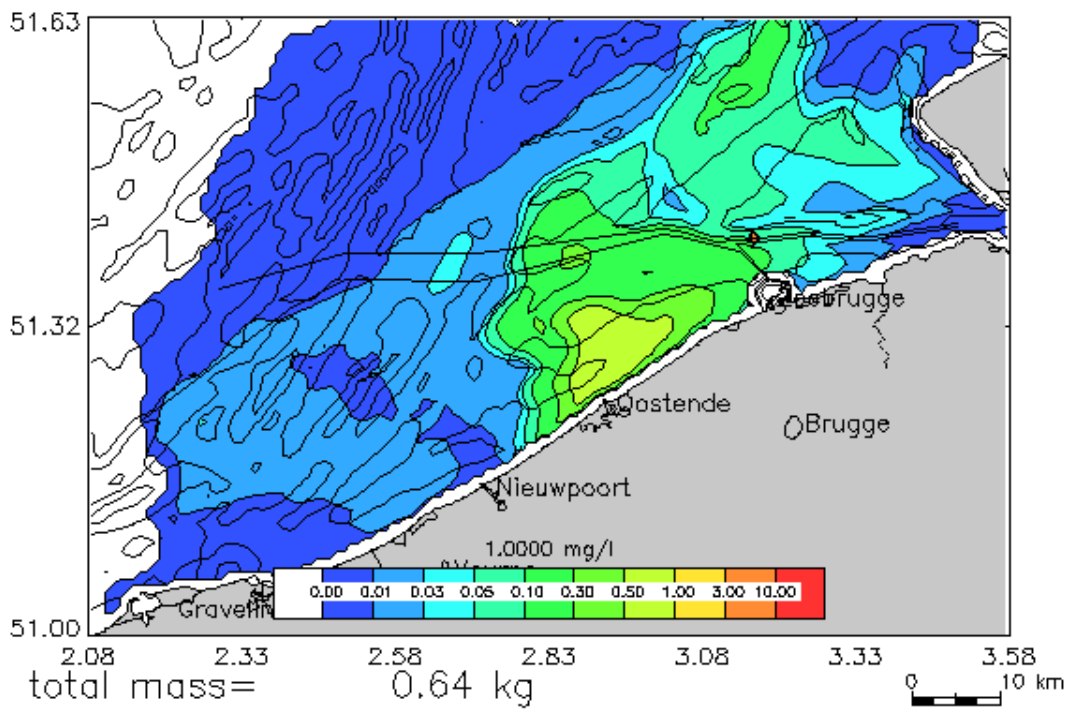 51.63
51.32
brugge
Oostende
Brugge
Nieuwpoort
1.0000 mg/l
0.00 0.01 0.03 0.05 0.10 0.30 0.50 1.00 3.00 10.00
51.00
2.08 2.33 2.58 2.83 3.08 3.33 3.58
total mass= 0.64 kg
0 10 km